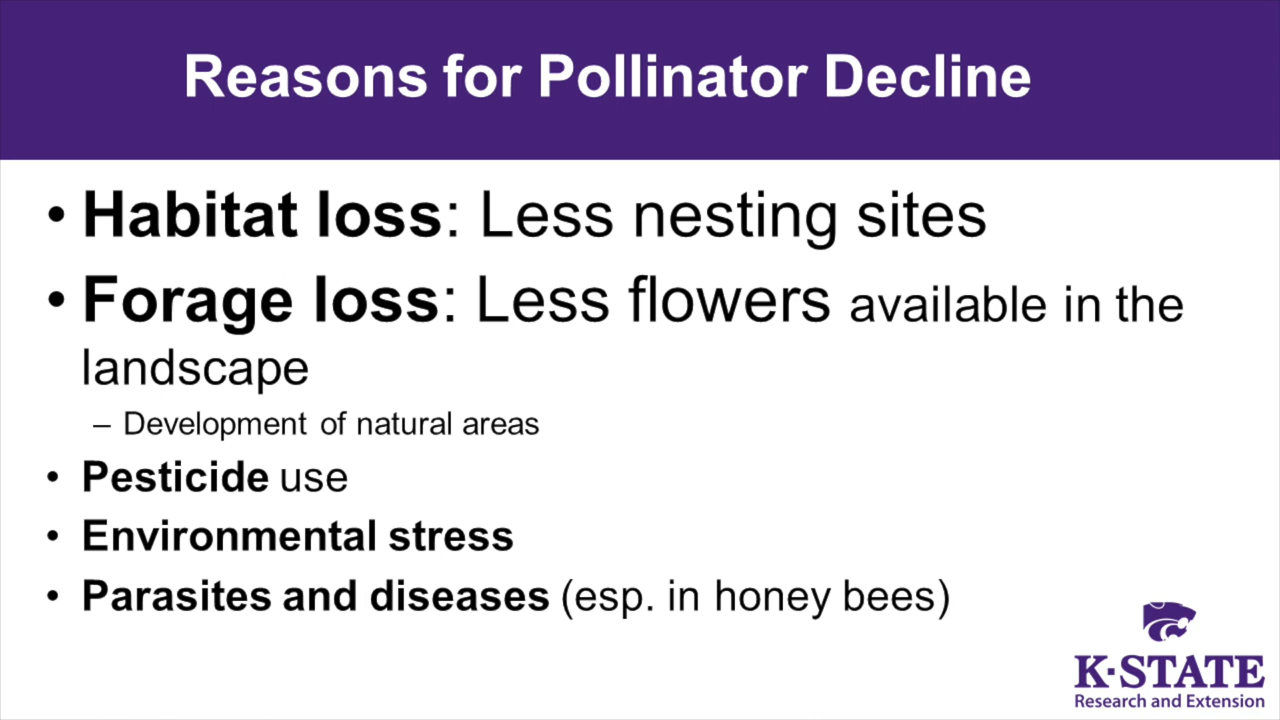 Reasons for Pollinator Decline
• Habitat loss: Less nesting sites
• Forage loss: Less flowers available in the
landscape
– Development of natural areas
• Pesticide use
• Environmental stress
• Parasites and diseases (esp. in honey bees)
K·STATE
Research and Extension